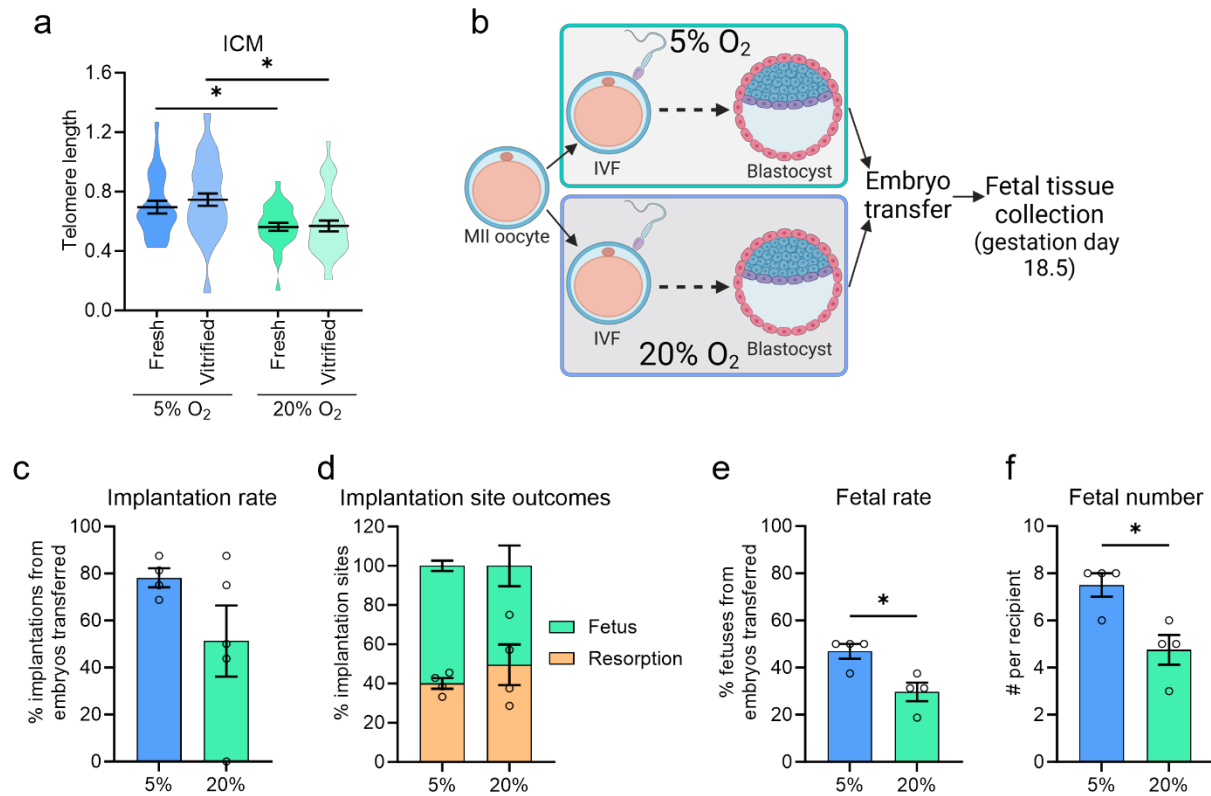 a
ICM
*
*
Telomere length
1.6
1.2
0.8
0.4
0.0
Fresh
Vitrified
Fresh
Vitrified
5% O₂
20% O₂
b
5% O₂
IVF
Blastocyst
MII oocyte
IVF
Blastocyst
20% O₂
Embryo
transfer
Fetal tissue
collection
(gestation day
18.5)
c
Implantation rate
% implantations from
embryos transferred
100
80
60
40
20
0
5%
20%
d
Implantation site outcomes
% implantation sites
120
100
80
60
40
20
0
5%
20%
Fetus
Resorption
e
Fetal rate
% fetuses from
embryos transferred
100
80
60
40
20
0
*
5%
20%
f
Fetal number
# per recipient
10
8
6
4
2
0
*
5%
20%